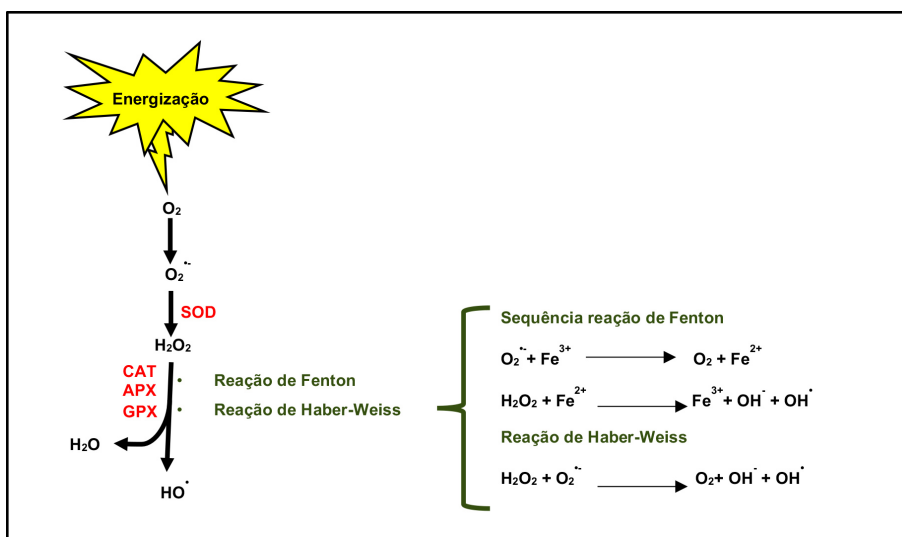 Energização
O₂
O₂•-
SOD
H₂O₂
CAT
APX
GPX
• Reação de Fenton
• Reação de Haber-Weiss
H₂O
HO•
Sequência reação de Fenton
O₂•- + Fe³⁺ ⟶ O₂ + Fe²⁺
H₂O₂ + Fe²⁺ ⟶ Fe³⁺ + OH⁻ + OH•
Reação de Haber-Weiss
H₂O₂ + O₂•- ⟶ O₂+ OH⁻ + OH•